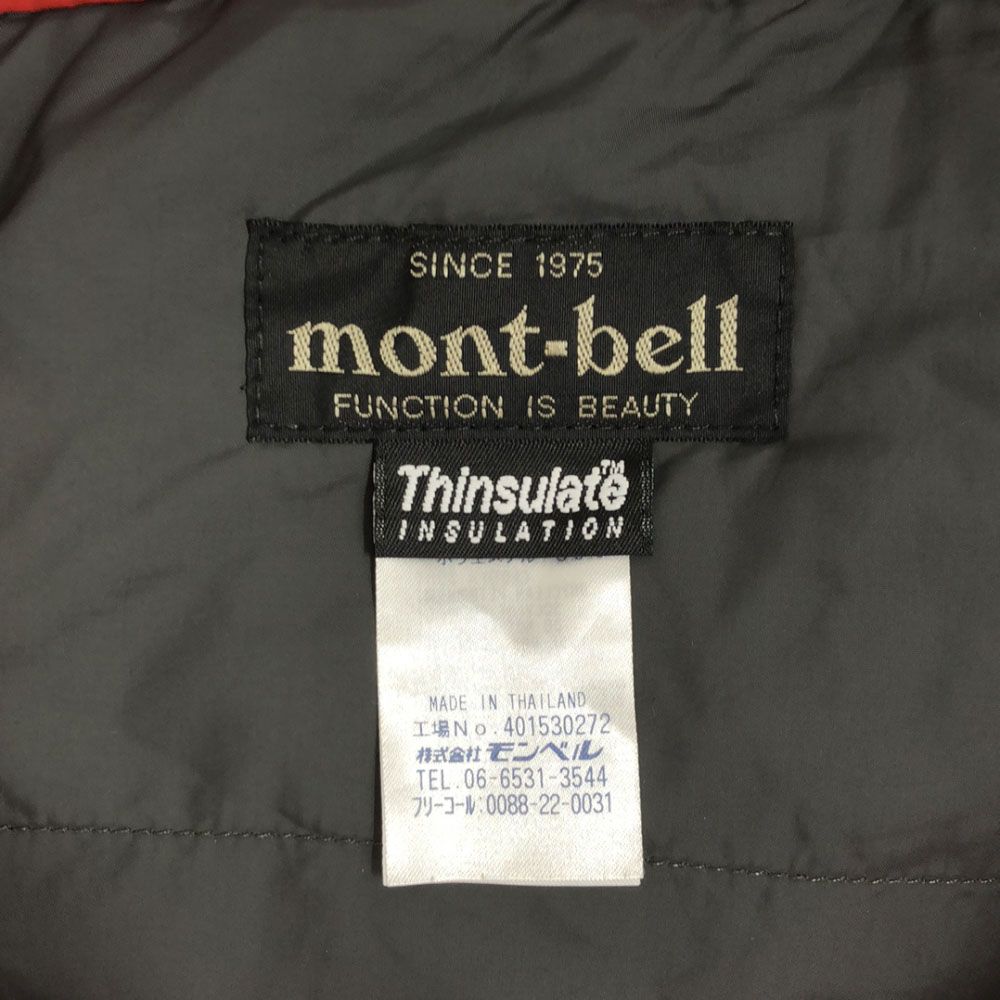 SINCE 1975
mont-bell
FUNCTION IS BEAUTY
Thinsulate™
INSULATION
MADE IN THAILAND
工場No.401530272
株式会社 モンベル
TEL.06-6531-3544
フリーコール:0088-22-0031